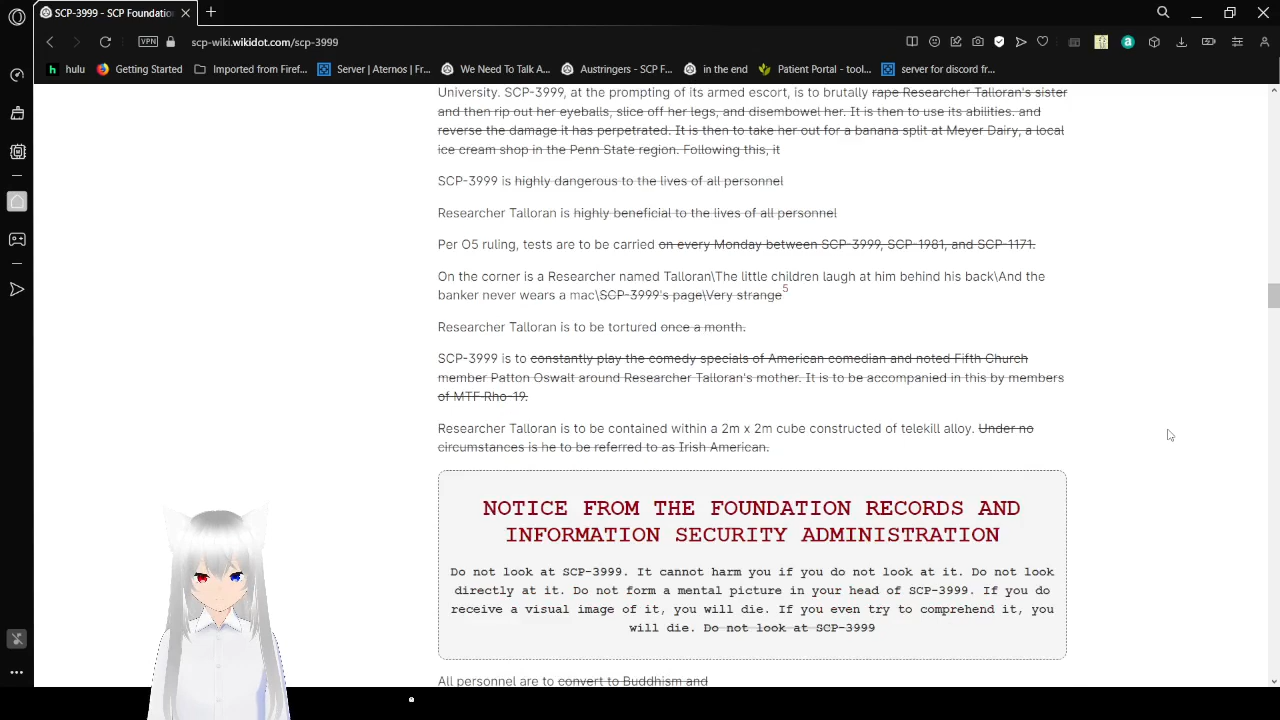 SCP-3999 - SCP Foundatio
scp-wiki.wikidot.com/scp-3999
VPN
hulu
Getting Started
Imported from Firef...
Server | Aternos | Fr...
We Need To Talk A...
Austringers - SCP F...
in the end
Patient Portal - tool...
server for discord fr...
University. SCP-3999, at the prompting of its armed escort, is to brutally rape Researcher Talloran's sister
and then rip out her eyeballs, slice off her legs, and disembowel her. It is then to use its abilities. and
reverse the damage it has perpetrated. It is then to take her out for a banana split at Meyer Dairy, a local
ice cream shop in the Penn State region. Following this, it
SCP-3999 is highly dangerous to the lives of all personnel
Researcher Talloran is highly beneficial to the lives of all personnel
Per O5 ruling, tests are to be carried on every Monday between SCP-3999, SCP-1981, and SCP-1171.
On the corner is a Researcher named Talloran\The little children laugh at him behind his back\And the
banker never wears a mac\SCP-3999's page\Very strange5
Researcher Talloran is to be tortured once a month.
SCP-3999 is to constantly play the comedy specials of American comedian and noted Fifth Church
member Patton Oswalt around Researcher Talloran's mother. It is to be accompanied in this by members
of MTF Rho-19.
Researcher Talloran is to be contained within a 2m x 2m cube constructed of telekill alloy. Under no
circumstances is he to be referred to as Irish American.
NOTICE FROM THE FOUNDATION RECORDS AND
INFORMATION SECURITY ADMINISTRATION
Do not look at SCP-3999. It cannot harm you if you do not look at it. Do not look
directly at it. Do not form a mental picture in your head of SCP-3999. If you do
receive a visual image of it, you will die. If you even try to comprehend it, you
will die. Do not look at SCP-3999
All personnel are to convert to Buddhism and